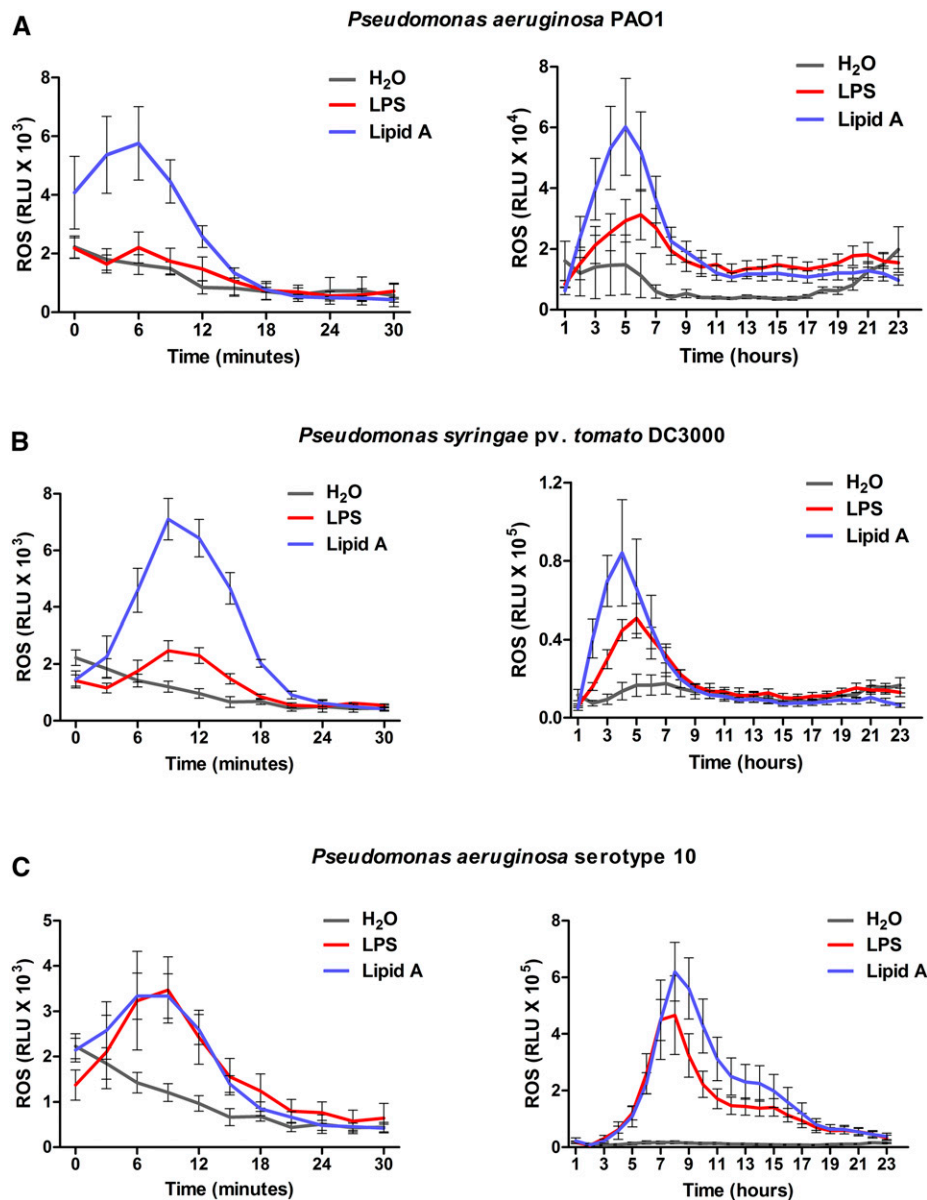 A
Pseudomonas aeruginosa PAO1
ROS (RLU X 10³)
8
6
4
2
0
0 6 12 18 24 30
Time (minutes)
H₂O
LPS
Lipid A
ROS (RLU X 10⁴)
8
6
4
2
0
1 3 5 7 9 11 13 15 17 19 21 23
Time (hours)
H₂O
LPS
Lipid A
B
Pseudomonas syringae pv. tomato DC3000
ROS (RLU X 10³)
8
6
4
2
0
0 6 12 18 24 30
Time (minutes)
H₂O
LPS
Lipid A
ROS (RLU X 10⁵)
1.2
0.8
0.4
0.0
1 3 5 7 9 11 13 15 17 19 21 23
Time (hours)
H₂O
LPS
Lipid A
C
Pseudomonas aeruginosa serotype 10
ROS (RLU X 10³)
5
4
3
2
1
0
0 6 12 18 24 30
Time (minutes)
H₂O
LPS
Lipid A
ROS (RLU X 10⁵)
8
6
4
2
0
1 3 5 7 9 11 13 15 17 19 21 23
Time (hours)
H₂O
LPS
Lipid A